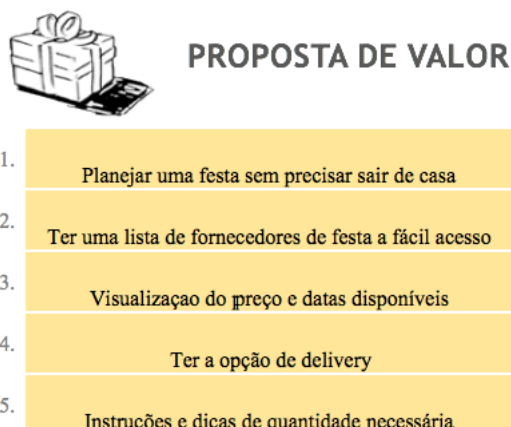 PROPOSTA DE VALOR
1. Planejar uma festa sem precisar sair de casa
2. Ter uma lista de fornecedores de festa a fácil acesso
3. Visualizaçao do preço e datas disponíveis
4. Ter a opção de delivery
5. Instruções e dicas de quantidade necessária